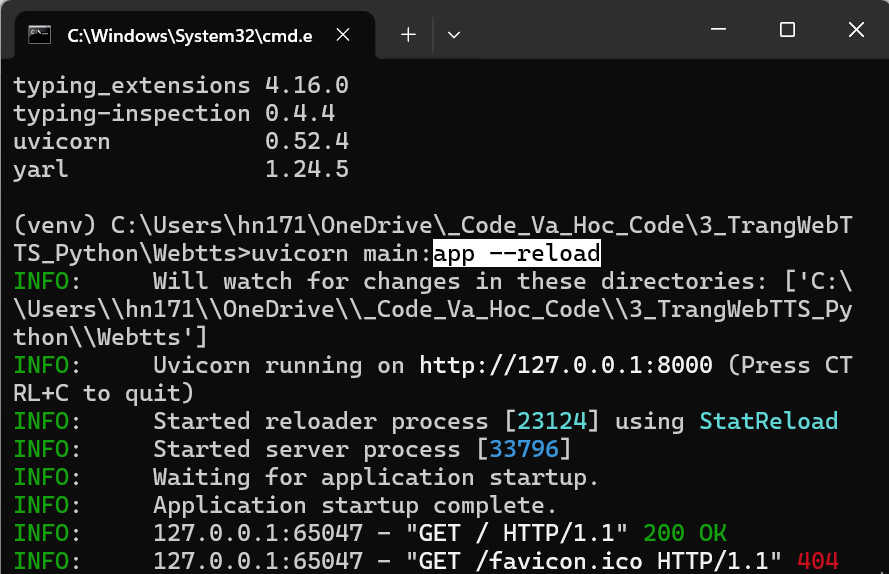 C:\Windows\System32\cmd.e
typing_extensions 4.16.0
typing-inspection 0.4.4
uvicorn           0.52.4
yarl              1.24.5
(venv) C:\Users\hn171\OneDrive\_Code_Va_Hoc_Code\3_TrangWebT
TS_Python\Webtts>uvicorn main:app --reload
INFO:     Will watch for changes in these directories: ['C:\
\Users\\hn171\\OneDrive\\_Code_Va_Hoc_Code\\3_TrangWebTTS_Py
thon\\Webtts']
INFO:     Uvicorn running on http://127.0.0.1:8000 (Press CT
RL+C to quit)
INFO:     Started reloader process [23124] using StatReload
INFO:     Started server process [33796]
INFO:     Waiting for application startup.
INFO:     Application startup complete.
INFO:     127.0.0.1:65047 - "GET / HTTP/1.1" 200 OK
INFO:     127.0.0.1:65047 - "GET /favicon.ico HTTP/1.1" 404